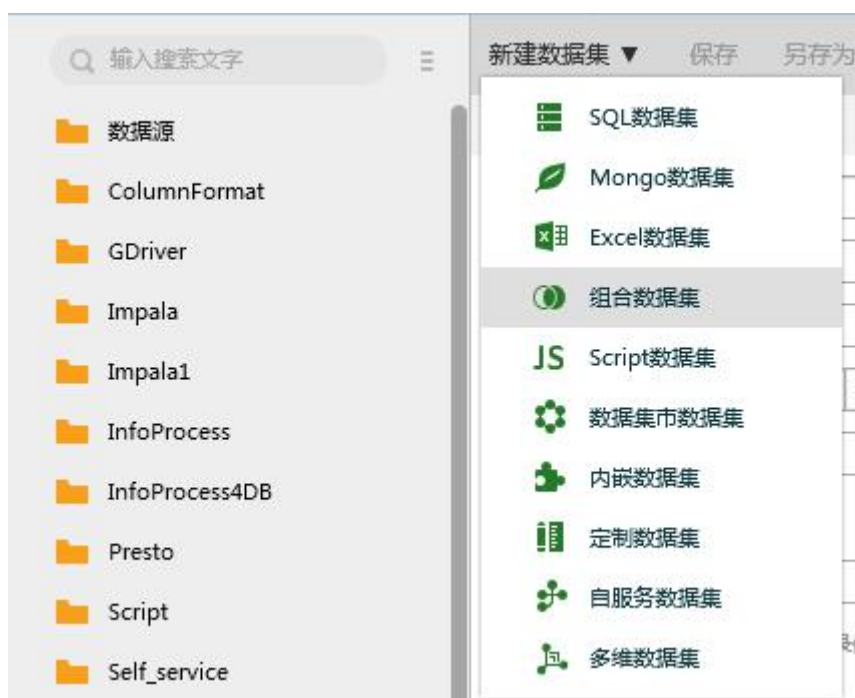 输入搜索文字
数据源
ColumnFormat
GDriver
Impala
Impala1
InfoProcess
InfoProcess4DB
Presto
Script
Self_service
新建数据集 ▼ 保存 另存为
SQL数据集
Mongo数据集
Excel数据集
组合数据集
JS Script数据集
数据集市数据集
内嵌数据集
定制数据集
自服务数据集
多维数据集